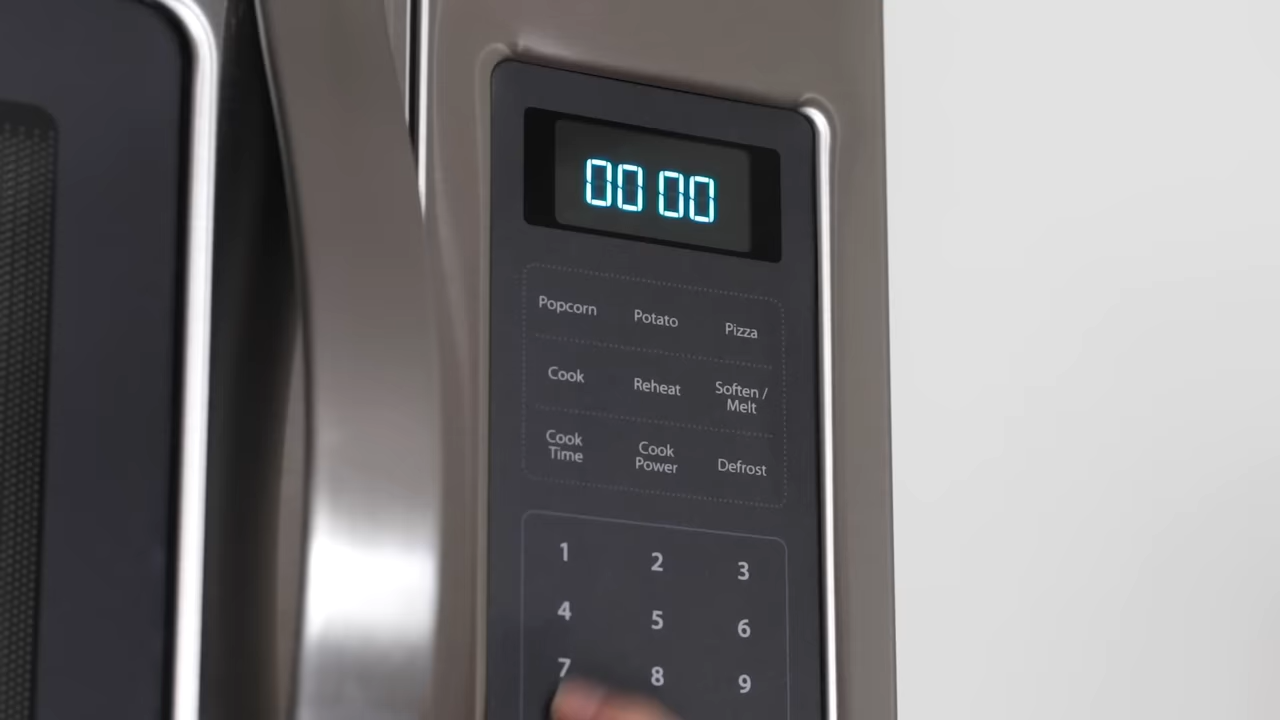 00 00
Popcorn Potato Pizza
Cook Reheat Soften / Melt
Cook Time Cook Power Defrost
1 2 3
4 5 6
7 8 9